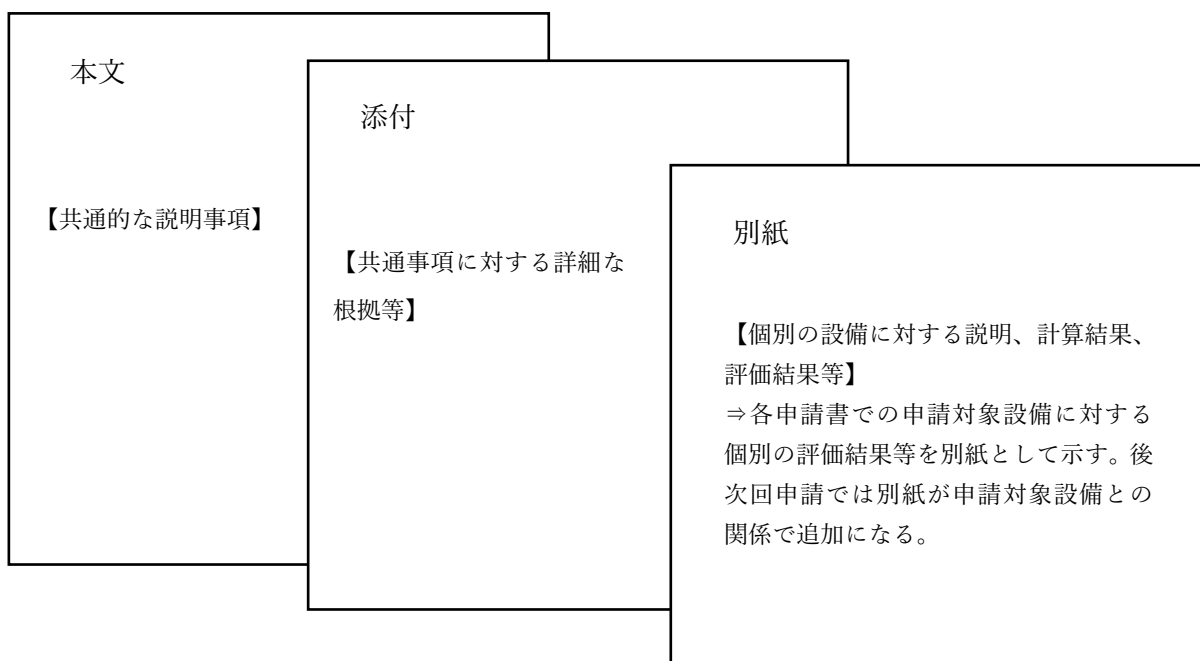 本文
【共通的な説明事項】
添付
【共通事項に対する詳細な
根拠等】
別紙
【個別の設備に対する説明、計算結果、
評価結果等】
⇒各申請書での申請対象設備に対する
個別の評価結果等を別紙として示す。後
次回申請では別紙が申請対象設備との
関係で追加になる。